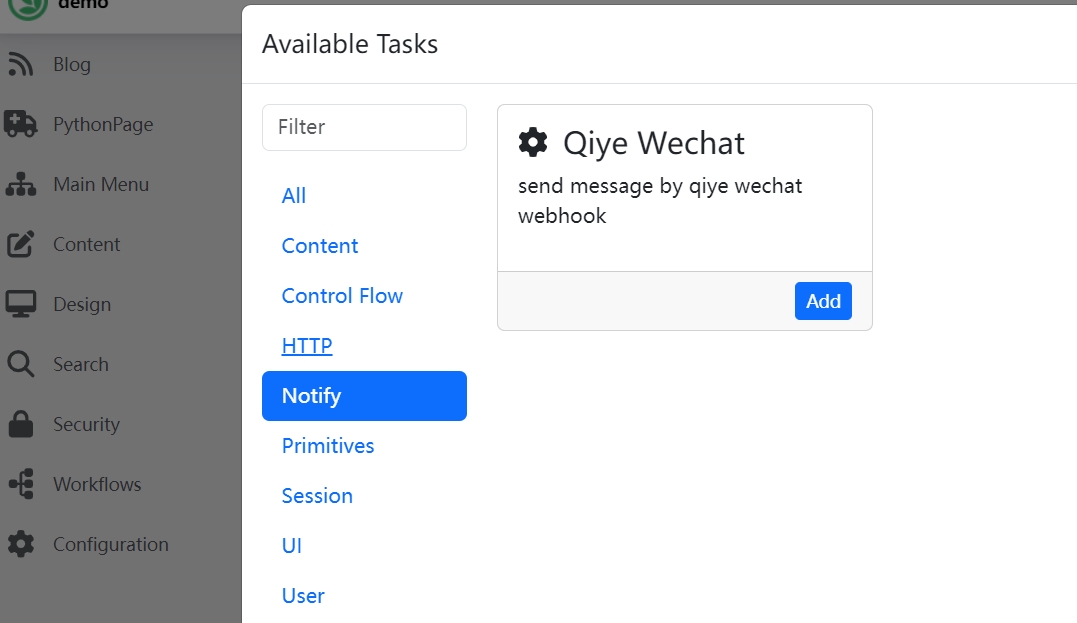 demo
Blog
PythonPage
Main Menu
Content
Design
Search
Security
Workflows
Configuration
Available Tasks
Filter
All
Content
Control Flow
HTTP
Notify
Primitives
Session
UI
User
Qiye Wechat
send message by qiye wechat
webhook
Add